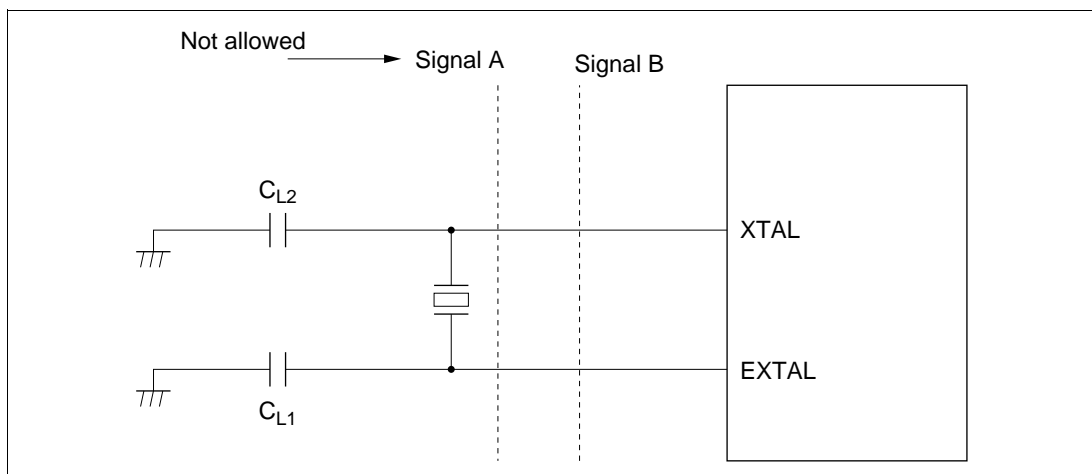 Not allowed
Signal A
Signal B
CL2
XTAL
EXTAL
CL1